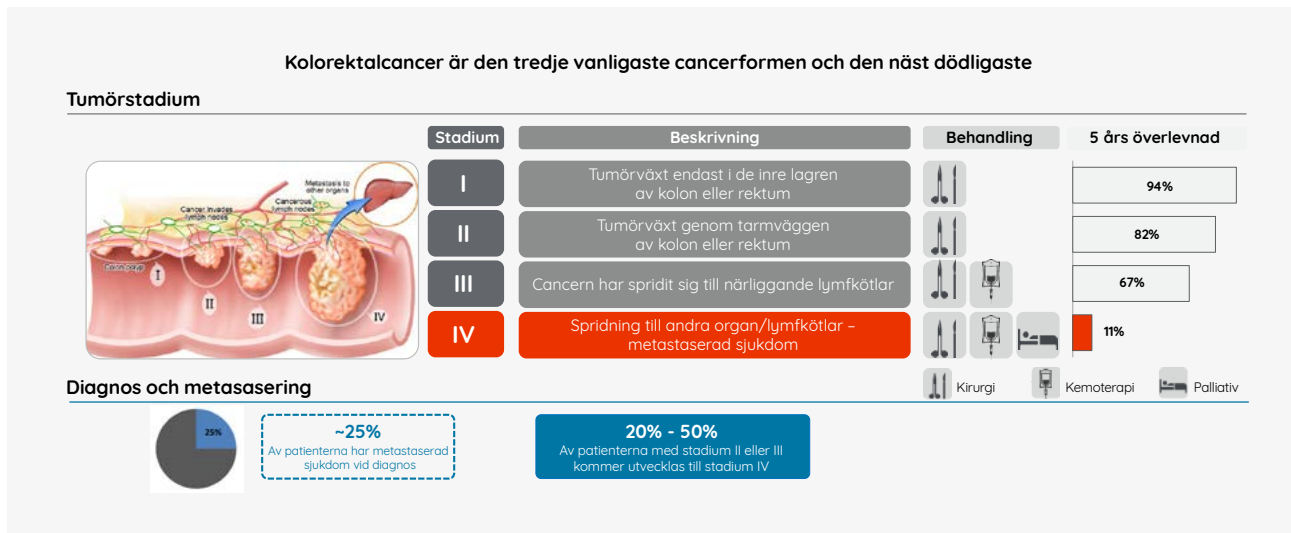 Kolorektalcancer är den tredje vanligaste cancerformen och den näst dödligaste
Tumörstadium
Stadium
Beskrivning
Behandling
5 års överlevnad
Metastasis to
other organs
Cancer invades
lymph nodes
Cancerous
lymph nodes
Colon polyp
I
II
III
IV
I
Tumörväxt endast i de inre lagren
av kolon eller rektum
94%
II
Tumörväxt genom tarmväggen
av kolon eller rektum
82%
III
Cancern har spridit sig till närliggande lymfkötlar
67%
IV
Spridning till andra organ/lymfkötlar –
metastaserad sjukdom
11%
Kirurgi
Kemoterapi
Palliativ
Diagnos och metasasering
25%
~25%
Av patienterna har metastaserad
sjukdom vid diagnos
20% - 50%
Av patienterna med stadium II eller III
kommer utvecklas till stadium IV